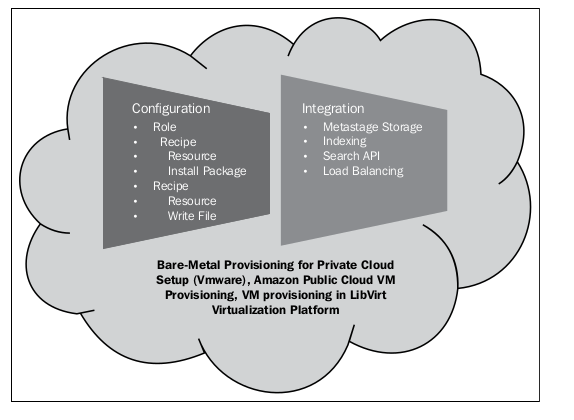 Configuration
• Role
• Recipe
• Resource
• Install Package
• Recipe
• Resource
• Write File
Integration
• Metastage Storage
• Indexing
• Search API
• Load Balancing
Bare-Metal Provisioning for Private Cloud
Setup (Vmware), Amazon Public Cloud VM
Provisioning, VM provisioning in LibVirt
Virtualization Platform